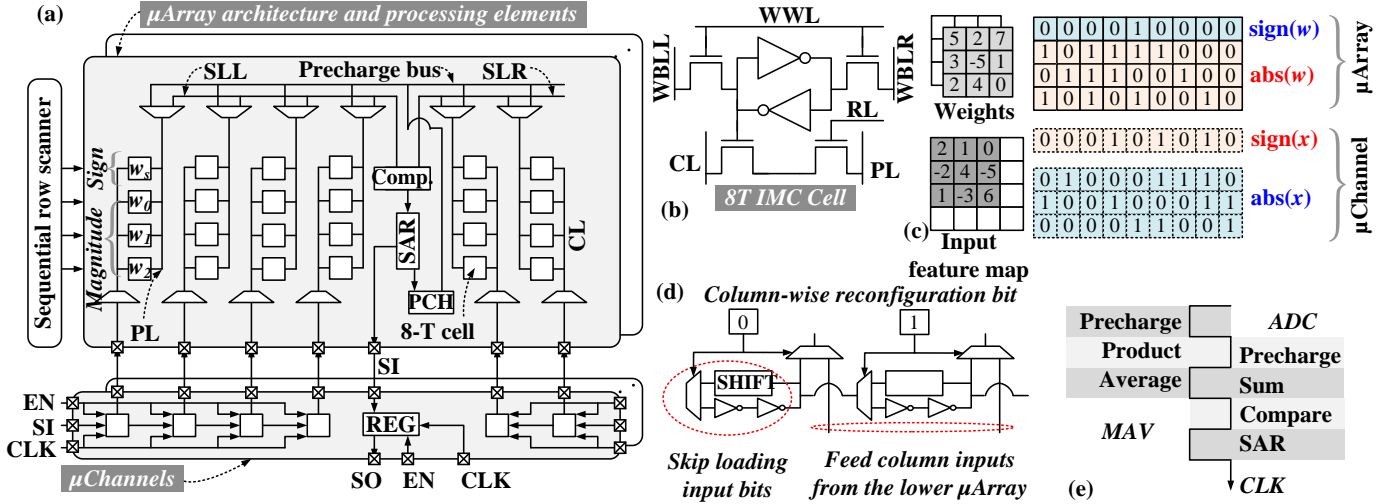 (a)
µArray architecture and processing elements
SLL
Precharge bus
SLR
Sequential row scanner
Sign
Magnitude
w_s
w_0
w_1
w_2
Comp.
SAR
PCH
CL
PL
8-T cell
SI
EN
SI
CLK
REG
µChannels
SO
EN
CLK
WWL
WBLL
WBLR
RL
CL
PL
(b)
8T IMC Cell
5 2 7
3 -5 1
2 4 0
Weights
2 1 0
-2 4 -5
1 -3 6
(c)
Input
feature map
0 0 0 0 1 0 0 0 0
sign(w)
1 0 1 1 1 1 0 0 0
0 1 1 1 0 0 1 0 0
abs(w)
1 0 1 0 1 0 0 1 0
µArray
0 0 0 1 0 1 0 1 0
sign(x)
0 1 0 0 0 1 1 1 0
1 0 0 1 0 0 0 1 1
abs(x)
0 0 0 0 0 1 1 0 1
µChannel
(d)
Column-wise reconfiguration bit
0
1
SHIFT
Skip loading
input bits
Feed column inputs
from the lower µArray
Precharge
ADC
Product
Precharge
Average
Sum
Compare
MAV
SAR
(e)
CLK